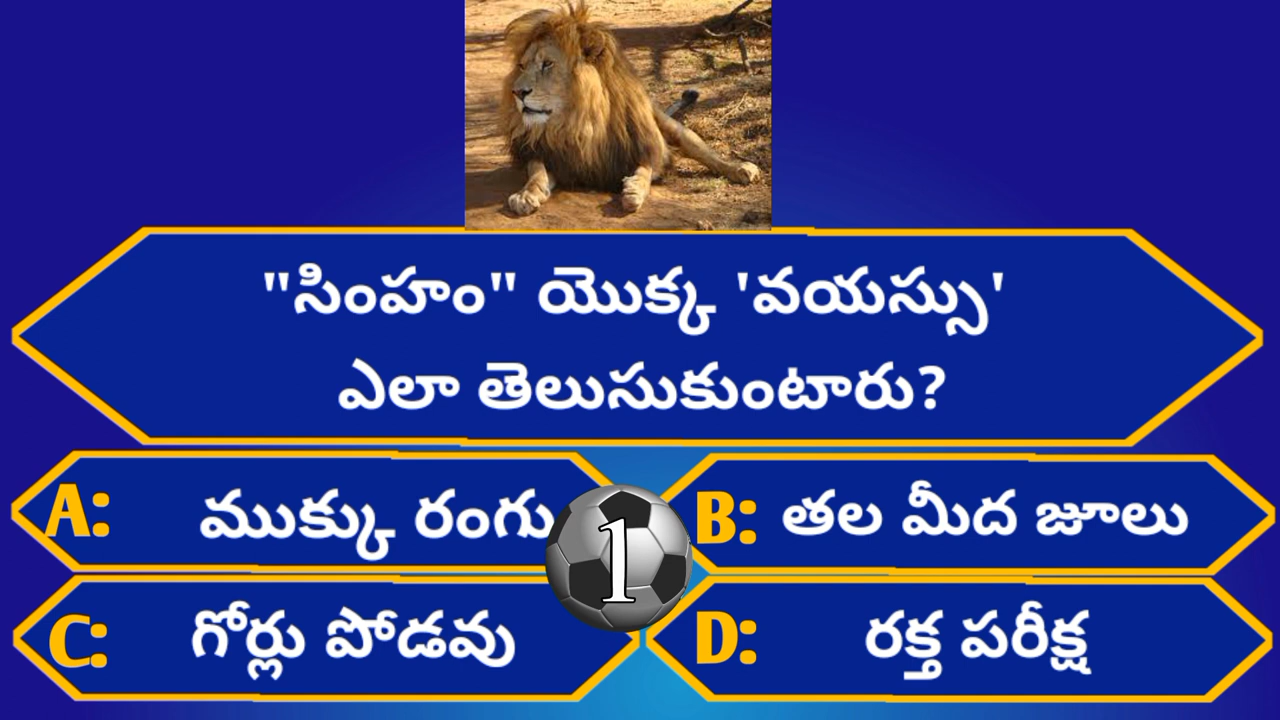 "సింహం" యొక్క 'వయస్సు'
ఎలా తెలుసుకుంటారు?
A: ముక్కు రంగు
B: తల మీద జూలు
1
C: గోర్లు పోడవు
D: రక్త పరీక్ష